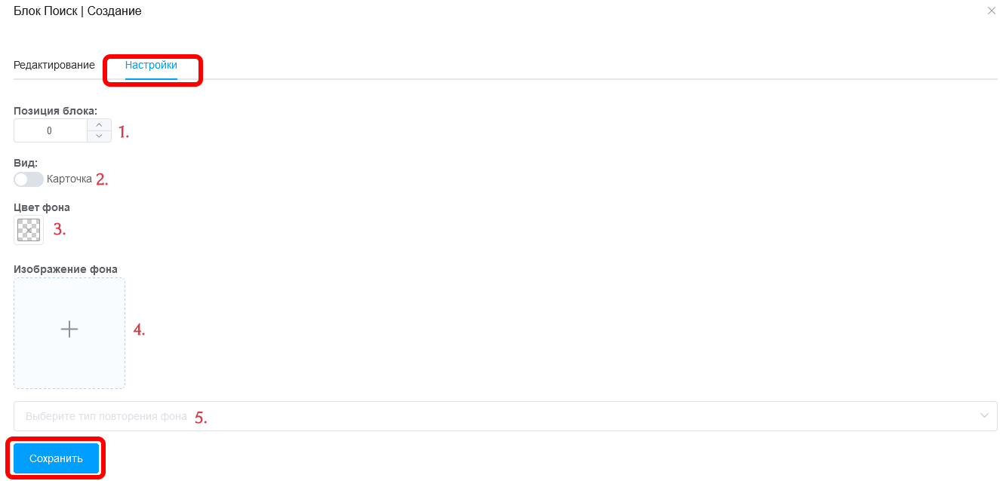 Блок Поиск | Создание
Редактирование Настройки
Позиция блока:
0 1.
Вид:
Карточка 2.
Цвет фона
3.
Изображение фона
4.
Выберите тип повторения фона 5.
Сохранить